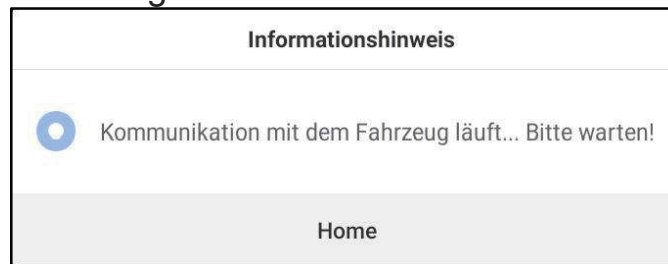 Informationshinweis
Kommunikation mit dem Fahrzeug läuft... Bitte warten!
Home